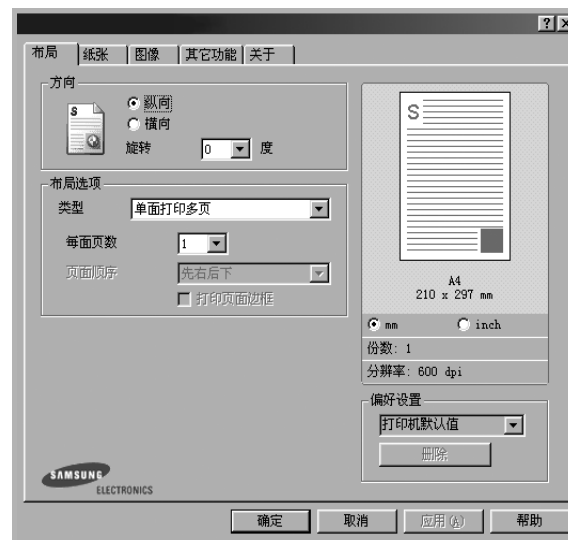 布局 纸张 图像 其它功能 关于
方向
S
纵向
横向
旋转 0 度
布局选项
类型 单面打印多页
每面页数 1
页面顺序 先右后下
打印页面边框
S
A4
210 x 297 mm
mm inch
份数: 1
分辨率: 600 dpi
偏好设置
打印机默认值
删除
SAMSUNG
ELECTRONICS
确定 取消 应用(A) 帮助